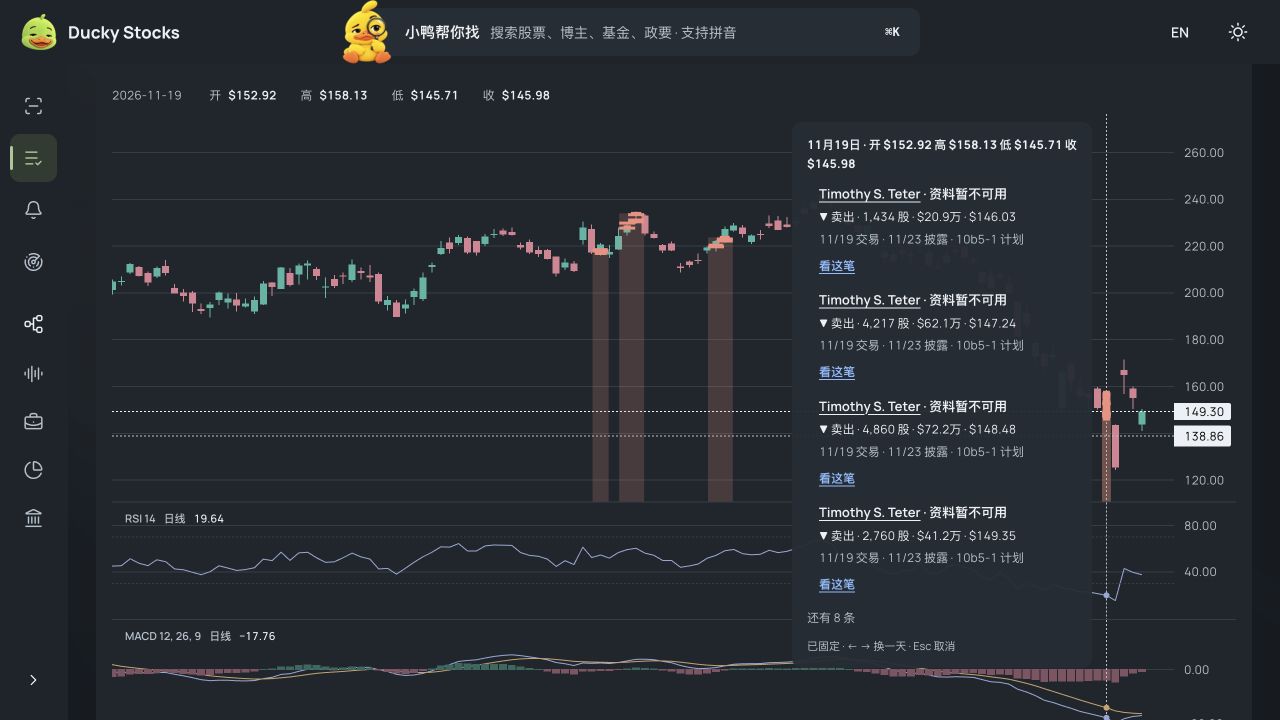 Ducky Stocks
小鸭帮你找 搜索股票、博主、基金、政要 · 支持拼音 ⌘K
EN
2026-11-19 开 $152.92 高 $158.13 低 $145.71 收 $145.98
11月19日 · 开 $152.92 高 $158.13 低 $145.71 收
$145.98
Timothy S. Teter · 资料暂不可用
▼ 卖出 · 1,434 股 · $20.9万 · $146.03
11/19 交易 · 11/23 披露 · 10b5-1 计划
看这笔
Timothy S. Teter · 资料暂不可用
▼ 卖出 · 4,217 股 · $62.1万 · $147.24
11/19 交易 · 11/23 披露 · 10b5-1 计划
看这笔
Timothy S. Teter · 资料暂不可用
▼ 卖出 · 4,860 股 · $72.2万 · $148.48
11/19 交易 · 11/23 披露 · 10b5-1 计划
看这笔
Timothy S. Teter · 资料暂不可用
▼ 卖出 · 2,760 股 · $41.2万 · $149.35
11/19 交易 · 11/23 披露 · 10b5-1 计划
看这笔
还有 8 条
已固定 · ← → 换一天 · Esc 取消
260.00
240.00
220.00
200.00
180.00
160.00
149.30
138.86
120.00
RSI 14 日线 19.64
80.00
40.00
MACD 12, 26, 9 日线 −17.76
0.00